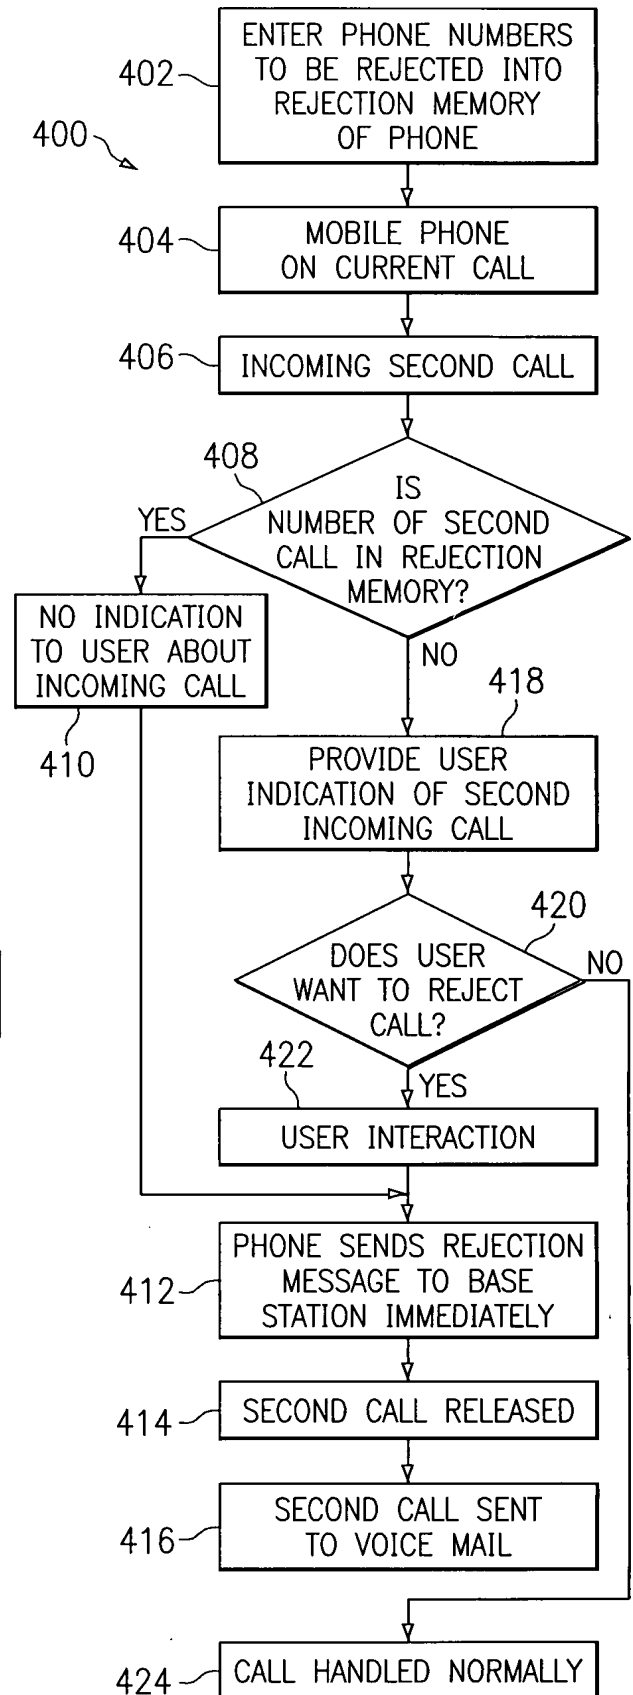 ENTER PHONE NUMBERS
TO BE REJECTED INTO
REJECTION MEMORY
OF PHONE
402
400
MOBILE PHONE
ON CURRENT CALL
404
INCOMING SECOND CALL
406
408
IS
NUMBER OF SECOND
CALL IN REJECTION
MEMORY?
YES
NO INDICATION
TO USER ABOUT
INCOMING CALL
410
NO
418
PROVIDE USER
INDICATION OF SECOND
INCOMING CALL
420
DOES USER
WANT TO REJECT
CALL?
NO
422
YES
USER INTERACTION
PHONE SENDS REJECTION
MESSAGE TO BASE
STATION IMMEDIATELY
412
SECOND CALL RELEASED
414
SECOND CALL SENT
TO VOICE MAIL
416
CALL HANDLED NORMALLY
424